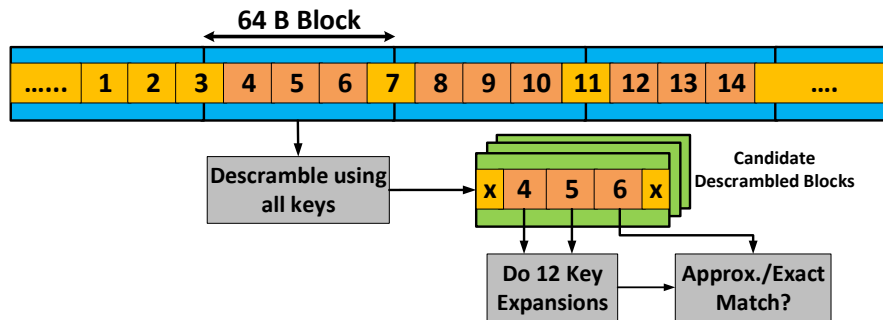 64 B Block
...... 1 2 3 4 5 6 7 8 9 10 11 12 13 14 ....
Descramble using
all keys
x 4 5 6 x
Candidate
Descrambled Blocks
Do 12 Key
Expansions
Approx./Exact
Match?